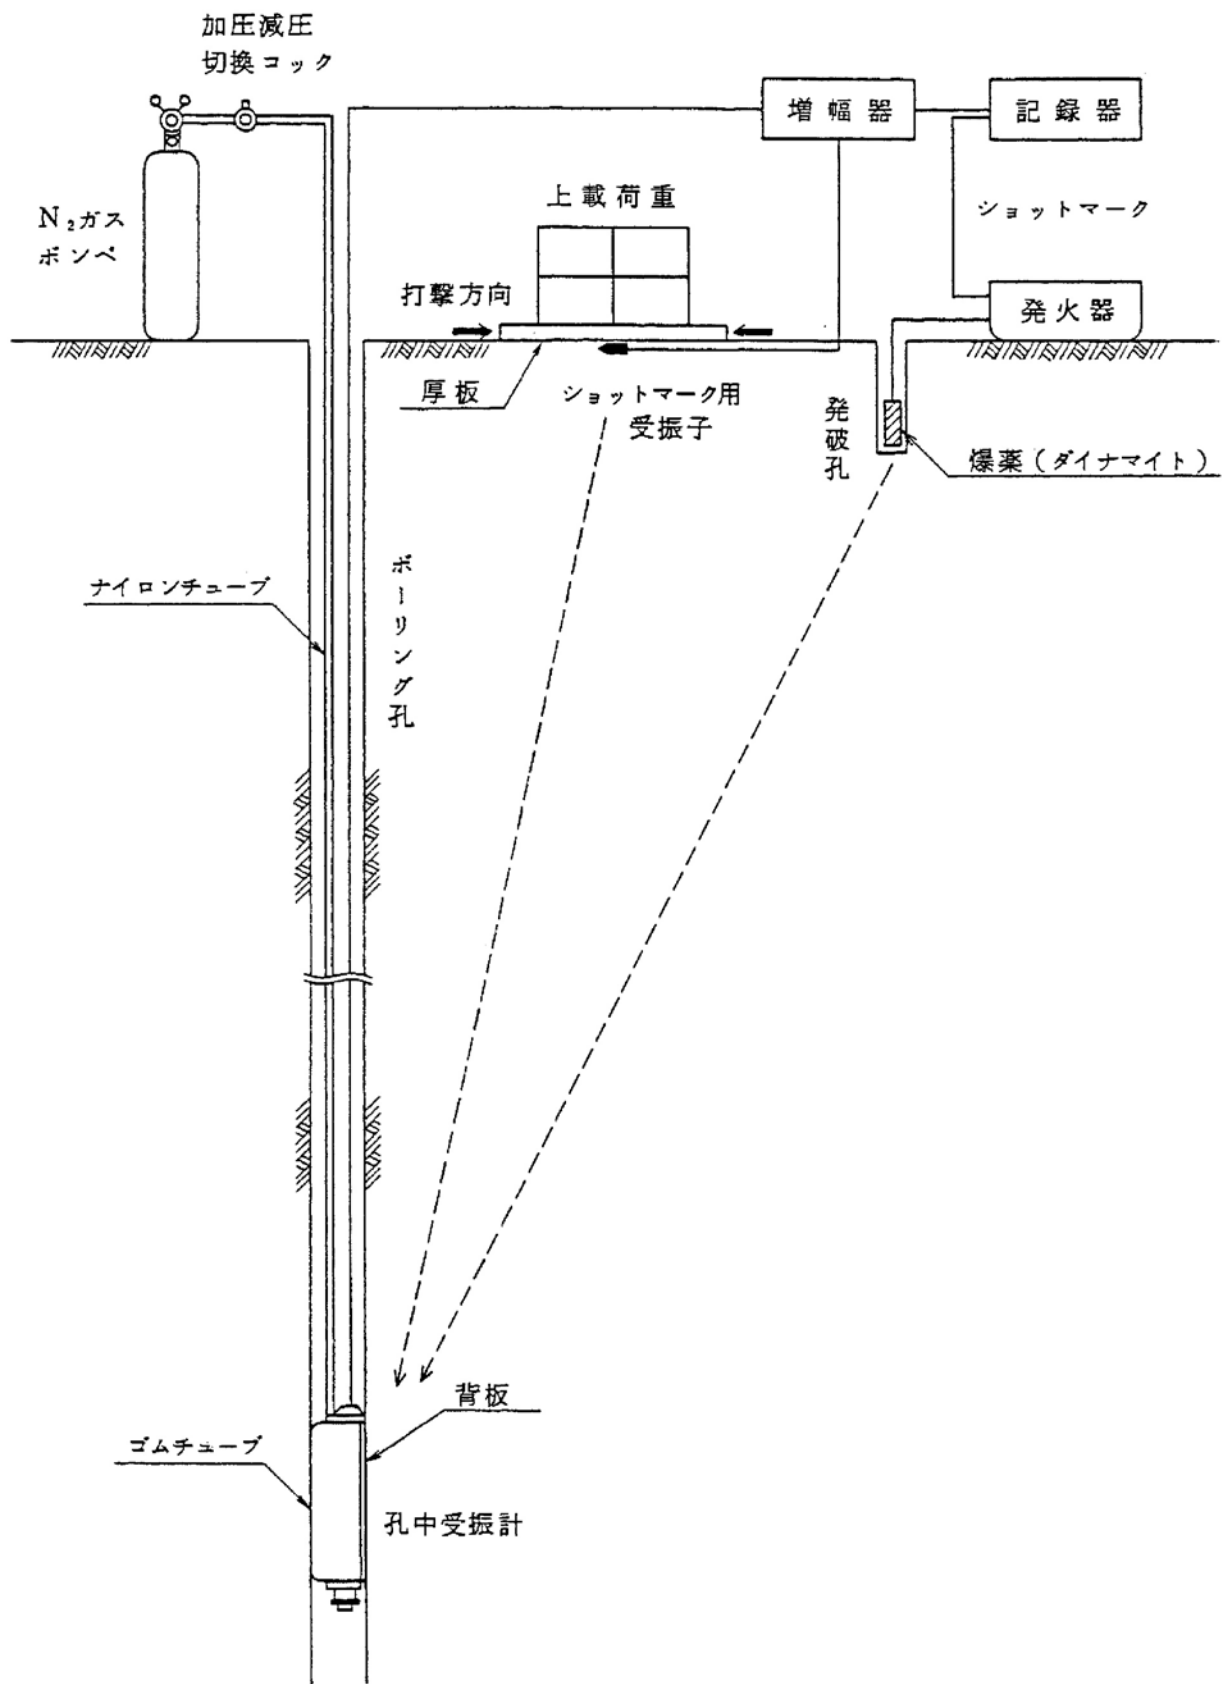 加圧減圧
切換コック
増幅器
記録器
上載荷重
ショットマーク
N₂ガス
ボンベ
打撃方向
発火器
厚板
ショットマーク用
受振子
発破孔
爆薬(ダイナマイト)
ボーリング孔
ナイロンチューブ
背板
ゴムチューブ
孔中受振計